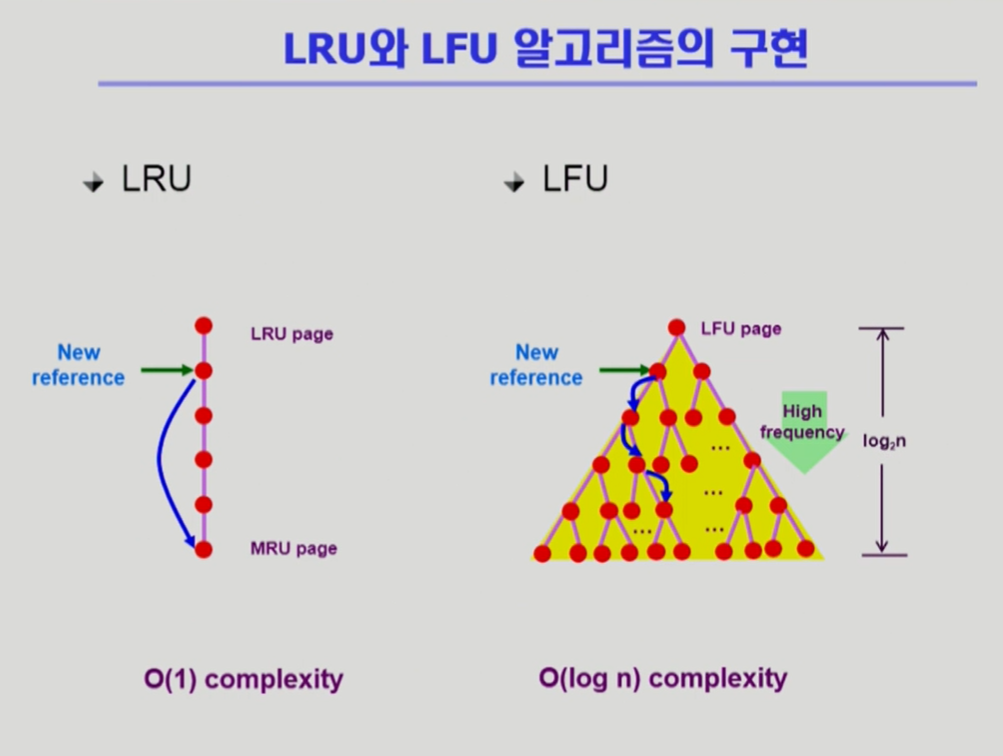 LRU와 LFU 알고리즘의 구현
LRU
LRU page
New
reference
MRU page
O(1) complexity
LFU
LFU page
New
reference
High
frequency
log₂n
...
...
...
...
O(log n) complexity